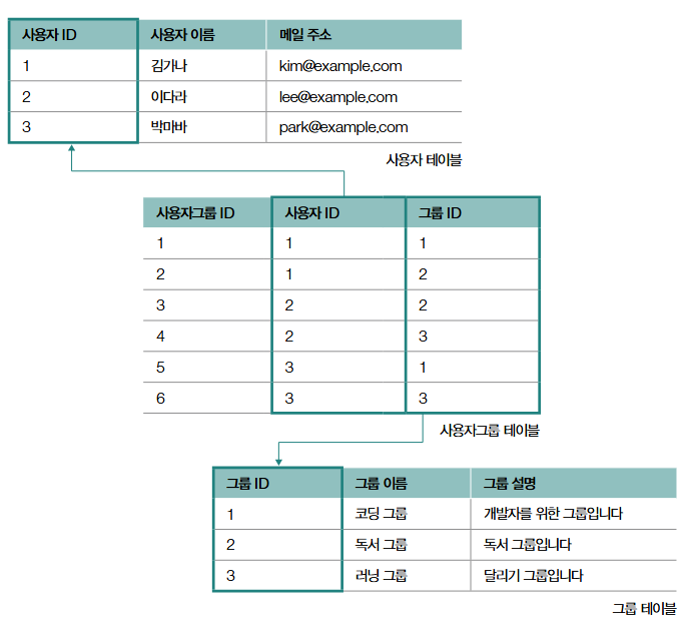 사용자 ID 사용자 이름 메일 주소
1 김가나 kim@example.com
2 이다라 lee@example.com
3 박마바 park@example.com
사용자 테이블
사용자그룹 ID 사용자 ID 그룹 ID
1 1 1
2 1 2
3 2 2
4 2 3
5 3 1
6 3 3
사용자그룹 테이블
그룹 ID 그룹 이름 그룹 설명
1 코딩 그룹 개발자를 위한 그룹입니다
2 독서 그룹 독서 그룹입니다
3 러닝 그룹 달리기 그룹입니다
그룹 테이블